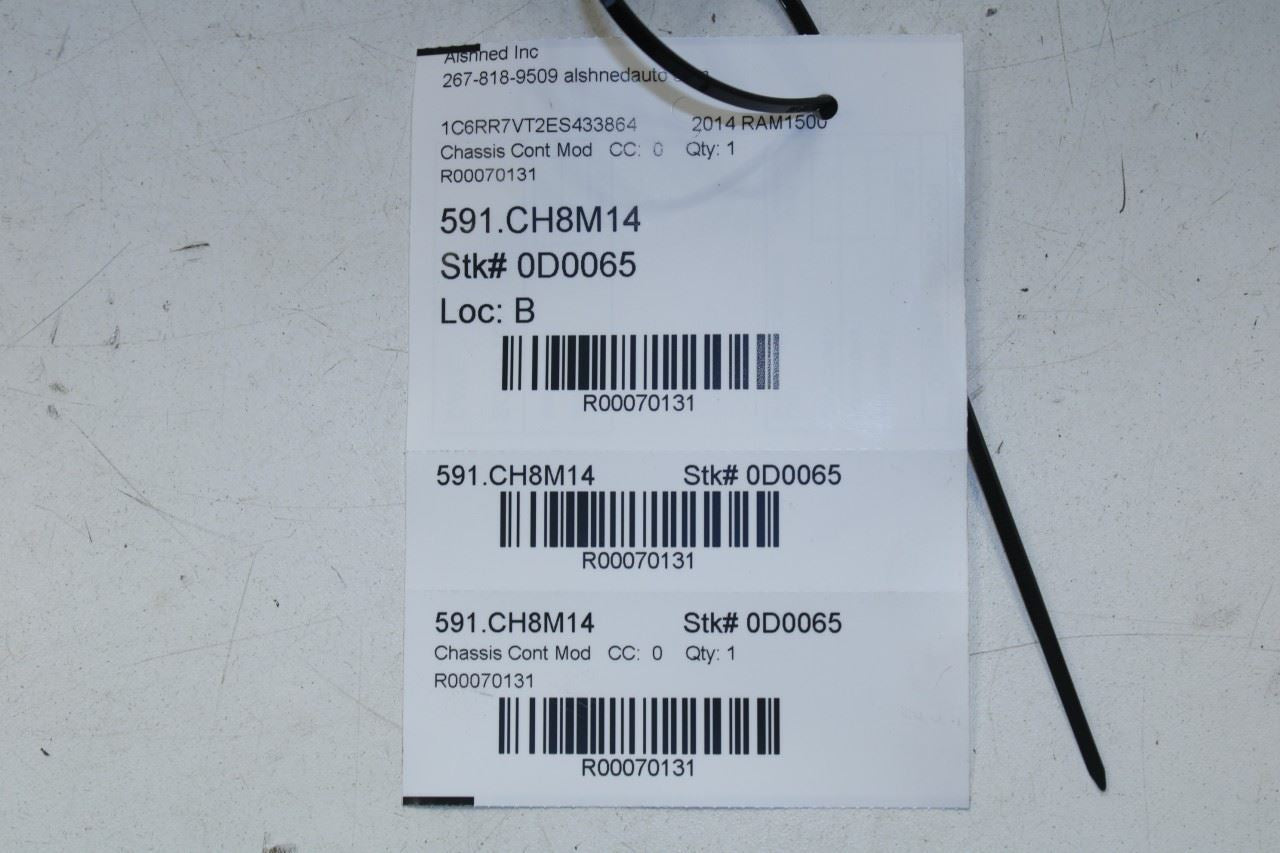 Alshned Inc
267-818-9509 alshnedauto
1C6RR7VT2ES433864 2014 RAM1500
Chassis Cont Mod CC: 0 Qty: 1
R00070131
591.CH8M14
Stk# 0D0065
Loc: B
R00070131
591.CH8M14 Stk# 0D0065
R00070131
591.CH8M14 Stk# 0D0065
Chassis Cont Mod CC: 0 Qty: 1
R00070131
R00070131